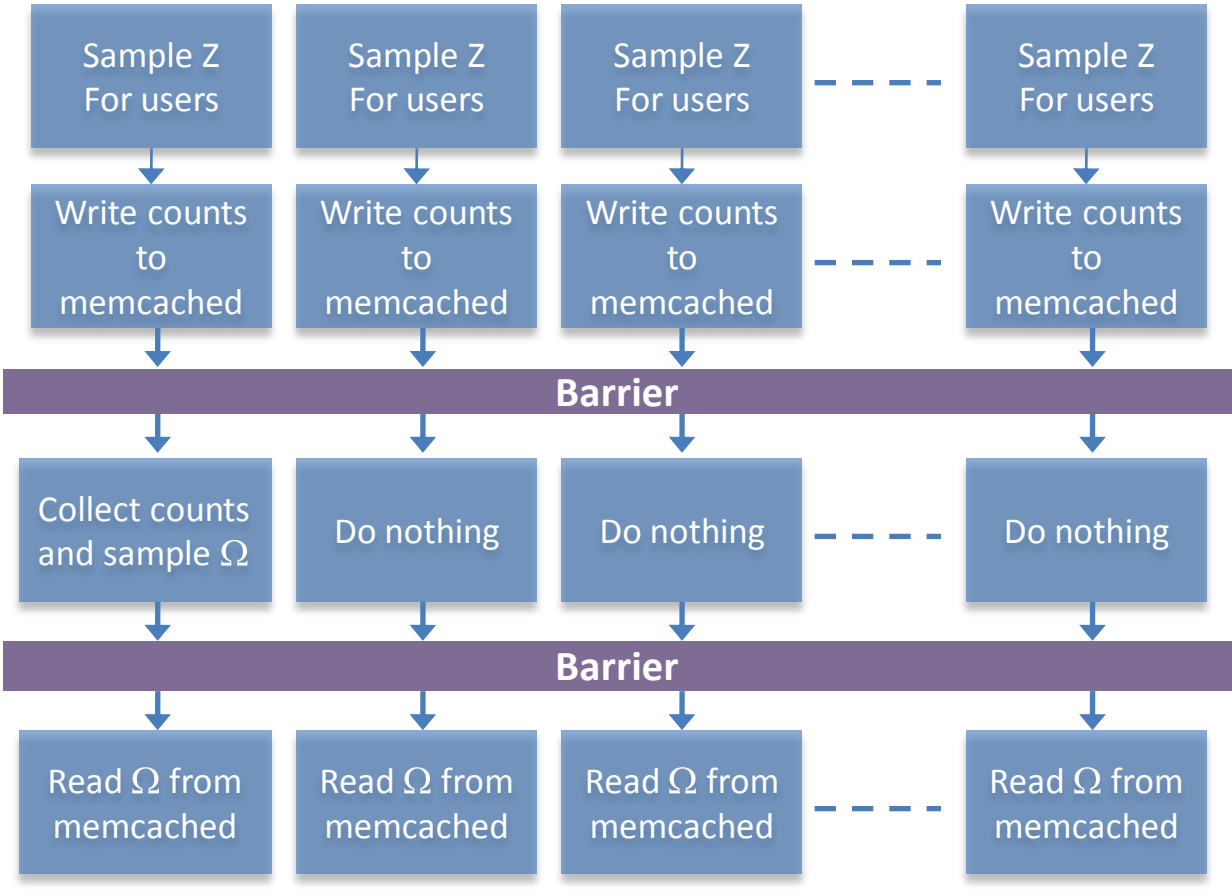 Sample Z
For users
Sample Z
For users
Sample Z
For users
Sample Z
For users
Write counts
to
memcached
Write counts
to
memcached
Write counts
to
memcached
Write counts
to
memcached
Barrier
Collect counts
and sample Ω
Do nothing
Do nothing
Do nothing
Barrier
Read Ω from
memcached
Read Ω from
memcached
Read Ω from
memcached
Read Ω from
memcached